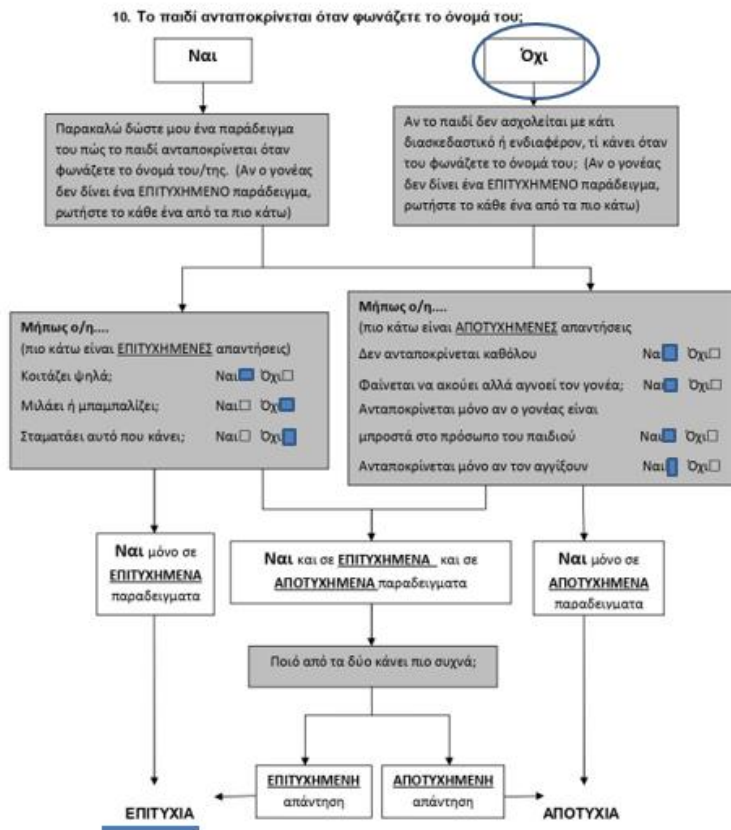 10. Το παιδί ανταποκρίνεται όταν φωνάζετε το όνομά του;
Ναι
Όχι
Παρακαλώ δώστε μου ένα παράδειγμα
του πώς το παιδί ανταποκρίνεται όταν
φωνάζετε το όνομά του/της. (Αν ο γονέας
δεν δίνει ένα ΕΠΙΤΥΧΗΜΕΝΟ παράδειγμα,
ρωτήστε το κάθε ένα από τα πιο κάτω)
Αν το παιδί δεν ασχολείται με κάτι
διασκεδαστικό ή ενδιαφέρον, τί κάνει όταν
του φωνάζετε το όνομά του; (Αν ο γονέας
δεν δίνει ένα ΕΠΙΤΥΧΗΜΕΝΟ παράδειγμα,
ρωτήστε το κάθε ένα από τα πιο κάτω)
Μήπως ο/η....
(πιο κάτω είναι ΕΠΙΤΥΧΗΜΕΝΕΣ απαντήσεις)
Κοιτάζει ψηλά; Ναι Όχι
Μιλάει ή μπαμπαλίζει; Ναι Όχι
Σταματάει αυτό που κάνει; Ναι Όχι
Μήπως ο/η....
(πιο κάτω είναι ΑΠΟΤΥΧΗΜΕΝΕΣ απαντήσεις
Δεν ανταποκρίνεται καθόλου Ναι Όχι
Φαίνεται να ακούει αλλά αγνοεί τον γονέα; Ναι Όχι
Ανταποκρίνεται μόνο αν ο γονέας είναι
μπροστά στο πρόσωπο του παιδιού Ναι Όχι
Ανταποκρίνεται μόνο αν τον αγγίξουν Ναι Όχι
Ναι μόνο σε
ΕΠΙΤΥΧΗΜΕΝΑ
παραδειγματα
Ναι και σε ΕΠΙΤΥΧΗΜΕΝΑ και σε
ΑΠΟΤΥΧΗΜΕΝΑ παραδειγματα
Ναι μόνο σε
ΑΠΟΤΥΧΗΜΕΝΑ
παραδειγματα
Ποιό από τα δύο κάνει πιο συχνά;
ΕΠΙΤΥΧΗΜΕΝΗ
απάντηση
ΑΠΟΤΥΧΗΜΕΝΗ
απάντηση
ΕΠΙΤΥΧΙΑ
ΑΠΟΤΥΧΙΑ